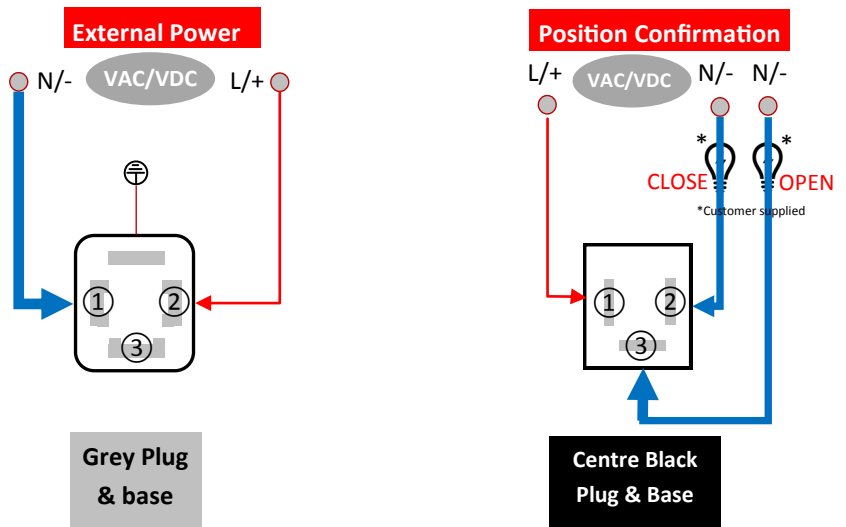 External Power
N/- VAC/VDC L/+
1 2
3
Grey Plug
& base
Position Confirmation
L/+ VAC/VDC N/- N/-
* *
CLOSE OPEN
*Customer supplied
1 2
3
Centre Black
Plug & Base